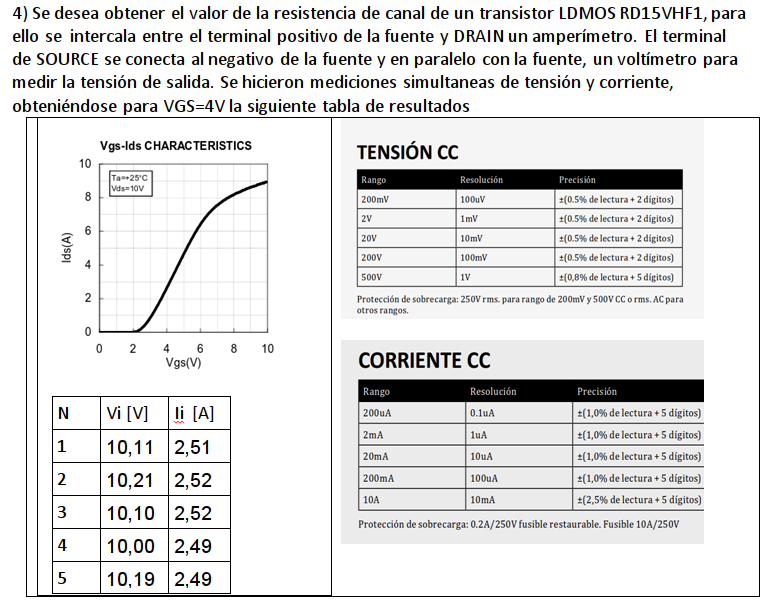 4) Se desea obtener el valor de la resistencia de canal de un transistor LDMOS RD15VHF1, para
ello se intercala entre el terminal positivo de la fuente y DRAIN un amperímetro. El terminal
de SOURCE se conecta al negativo de la fuente y en paralelo con la fuente, un voltímetro para
medir la tensión de salida. Se hicieron mediciones simultaneas de tensión y corriente,
obteniéndose para VGS=4V la siguiente tabla de resultados
Vgs-Ids CHARACTERISTICS
Ta=+25°C
Vds=10V
10
8
6
4
2
0
Ids(A)
0 2 4 6 8 10
Vgs(V)
N Vi [V] Ii [A]
1 10,11 2,51
2 10,21 2,52
3 10,10 2,52
4 10,00 2,49
5 10,19 2,49
TENSIÓN CC
Rango Resolución Precisión
200mV 100uV ±(0.5% de lectura + 2 dígitos)
2V 1mV ±(0.5% de lectura + 2 dígitos)
20V 10mV ±(0.5% de lectura + 2 dígitos)
200V 100mV ±(0.5% de lectura + 2 dígitos)
500V 1V ±(0,8% de lectura + 5 dígitos)
Protección de sobrecarga: 250V rms. para rango de 200mV y 500V CC o rms. AC para
otros rangos.
CORRIENTE CC
Rango Resolución Precisión
200uA 0.1uA ±(1,0% de lectura + 5 dígitos)
2mA 1uA ±(1,0% de lectura + 5 dígitos)
20mA 10uA ±(1,0% de lectura + 5 dígitos)
200mA 100uA ±(1,0% de lectura + 5 dígitos)
10A 10mA ±(2,5% de lectura + 5 dígitos)
Protección de sobrecarga: 0.2A/250V fusible restaurable. Fusible 10A/250V